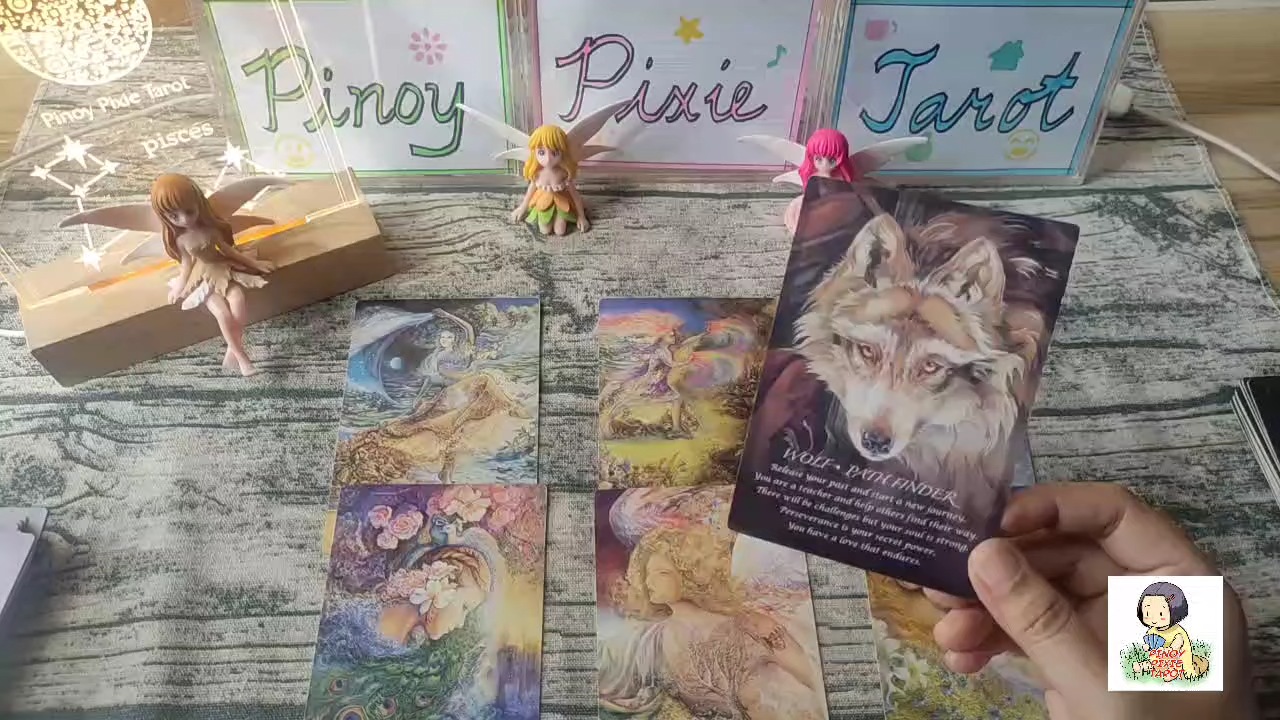 Pinoy Pixie Tarot
Pinoy Pixie Tarot
pisces
WOLF • PATH FINDER
Release your past and start a new journey.
You are a teacher and help others find their way.
There will be challenges but your soul is strong.
Perseverance is your secret power.
You have a love that endures.
PINOY
PIXIE
TAROT